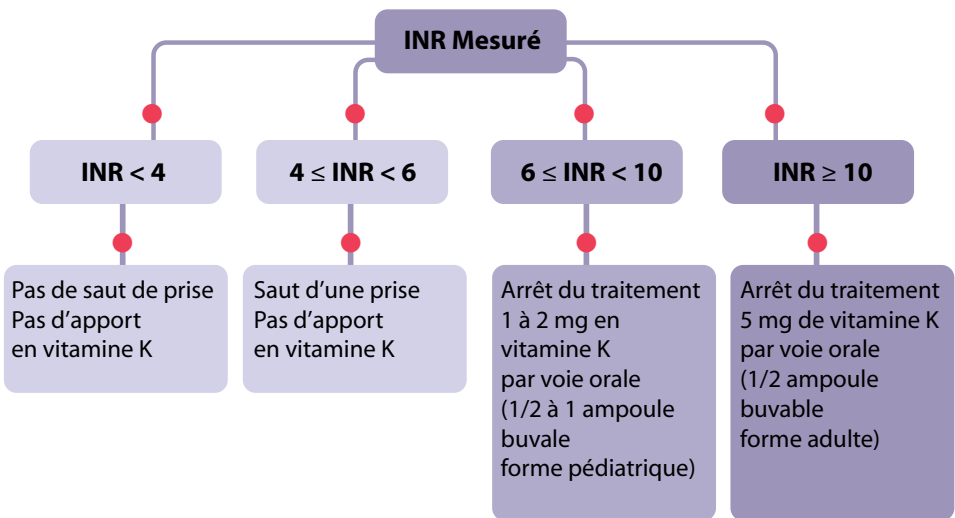 INR Mesuré
INR < 4
4 ≤ INR < 6
6 ≤ INR < 10
INR ≥ 10
Pas de saut de prise
Pas d'apport
en vitamine K
Saut d'une prise
Pas d'apport
en vitamine K
Arrêt du traitement
1 à 2 mg en
vitamine K
par voie orale
(1/2 à 1 ampoule
buvale
forme pédiatrique)
Arrêt du traitement
5 mg de vitamine K
par voie orale
(1/2 ampoule
buvable
forme adulte)